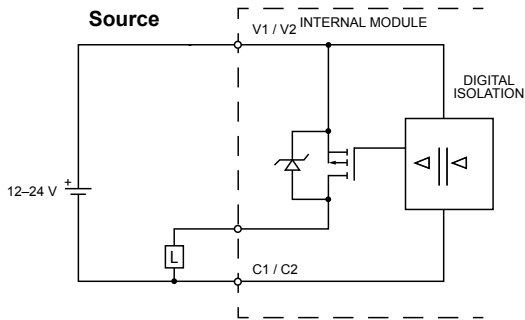 Source
V1 / V2
INTERNAL MODULE
DIGITAL
ISOLATION
+
12–24 V
L
C1 / C2